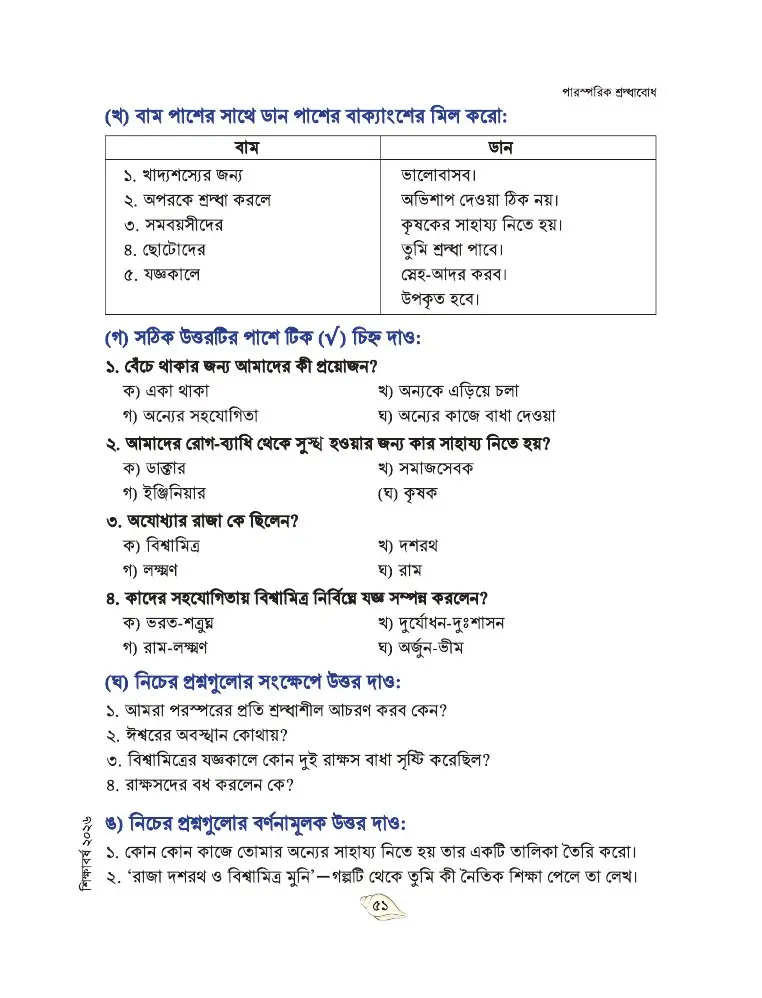 পারস্পরিক শ্রদ্ধাবোধ
(খ) বাম পাশের সাথে ডান পাশের বাক্যাংশের মিল করো:
বাম ডান
১. খাদ্যশস্যের জন্য ভালোবাসব।
২. অপরকে শ্রদ্ধা করলে অভিশাপ দেওয়া ঠিক নয়।
৩. সমবয়সীদের কৃষকের সাহায্য নিতে হয়।
৪. ছোটোদের তুমি শ্রদ্ধা পাবে।
৫. যজ্ঞকালে স্নেহ-আদর করব।
উপকৃত হবে।
(গ) সঠিক উত্তরটির পাশে টিক (√) চিহ্ন দাও:
১. বেঁচে থাকার জন্য আমাদের কী প্রয়োজন?
ক) একা থাকা খ) অন্যকে এড়িয়ে চলা
গ) অন্যের সহযোগিতা ঘ) অন্যের কাজে বাধা দেওয়া
২. আমাদের রোগ-ব্যাধি থেকে সুস্থ হওয়ার জন্য কার সাহায্য নিতে হয়?
ক) ডাক্তার খ) সমাজসেবক
গ) ইঞ্জিনিয়ার (ঘ) কৃষক
৩. অযোধ্যার রাজা কে ছিলেন?
ক) বিশ্বামিত্র খ) দশরথ
গ) লক্ষ্মণ ঘ) রাম
৪. কাদের সহযোগিতায় বিশ্বামিত্র নির্বিঘ্নে যজ্ঞ সম্পন্ন করলেন?
ক) ভরত-শত্রুঘ্ন খ) দুর্যোধন-দুঃশাসন
গ) রাম-লক্ষ্মণ ঘ) অর্জুন-ভীম
(ঘ) নিচের প্রশ্নগুলোর সংক্ষেপে উত্তর দাও:
১. আমরা পরস্পরের প্রতি শ্রদ্ধাশীল আচরণ করব কেন?
২. ঈশ্বরের অবস্থান কোথায়?
৩. বিশ্বামিত্রের যজ্ঞকালে কোন দুই রাক্ষস বাধা সৃষ্টি করেছিল?
৪. রাক্ষসদের বধ করলেন কে?
ঙ) নিচের প্রশ্নগুলোর বর্ণনামূলক উত্তর দাও:
১. কোন কোন কাজে তোমার অন্যের সাহায্য নিতে হয় তার একটি তালিকা তৈরি করো।
২. ‘রাজা দশরথ ও বিশ্বামিত্র মুনি’—গল্পটি থেকে তুমি কী নৈতিক শিক্ষা পেলে তা লেখ।
শিক্ষাবর্ষ ২০২৬
৫১